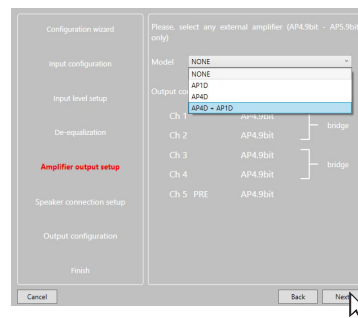 Configuration wizard
Input configuration
Input level setup
De-equalization
Amplifier output setup
Speaker connection setup
Output configuration
Finish
Please, select any external amplifier (AP4.9bit - AP5.9bit only)
Model NONE
NONE
AP1D
AP4D
AP4D + AP1D
Output
Ch 1 AP4.9bit
bridge
Ch 2 AP4.9bit
Ch 3 AP4.9bit
bridge
Ch 4 AP4.9bit
Ch 5 PRE AP4.9bit
Cancel
Back
Next